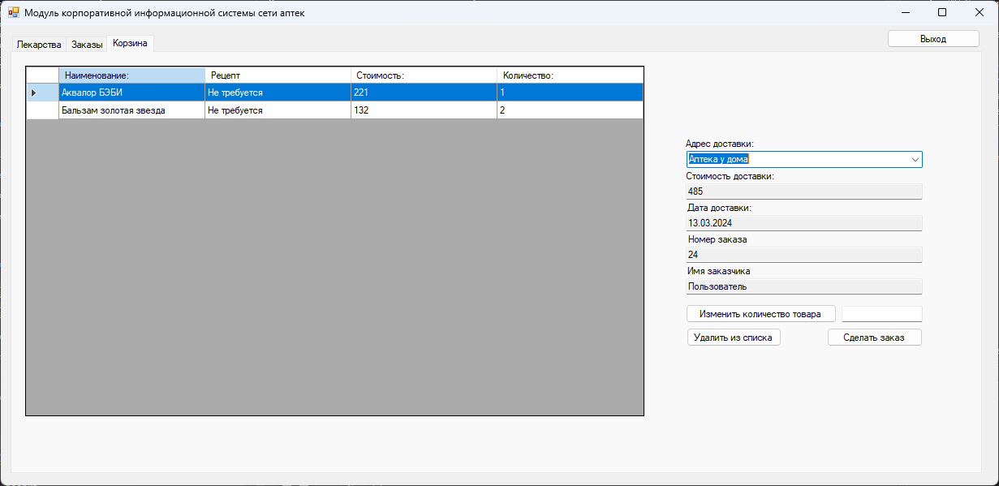 Модуль корпоративной информационной системы сети аптек
Выход
Лекарства Заказы Корзина
Наименование: Рецепт Стоимость: Количество:
Аквалор БЭБИ Не требуется 221 1
Бальзам золотая звезда Не требуется 132 2
Адрес доставки:
Аптека у дома
Стоимость доставки:
485
Дата доставки:
13.03.2024
Номер заказа
24
Имя заказчика
Пользователь
Изменить количество товара
Удалить из списка Сделать заказ